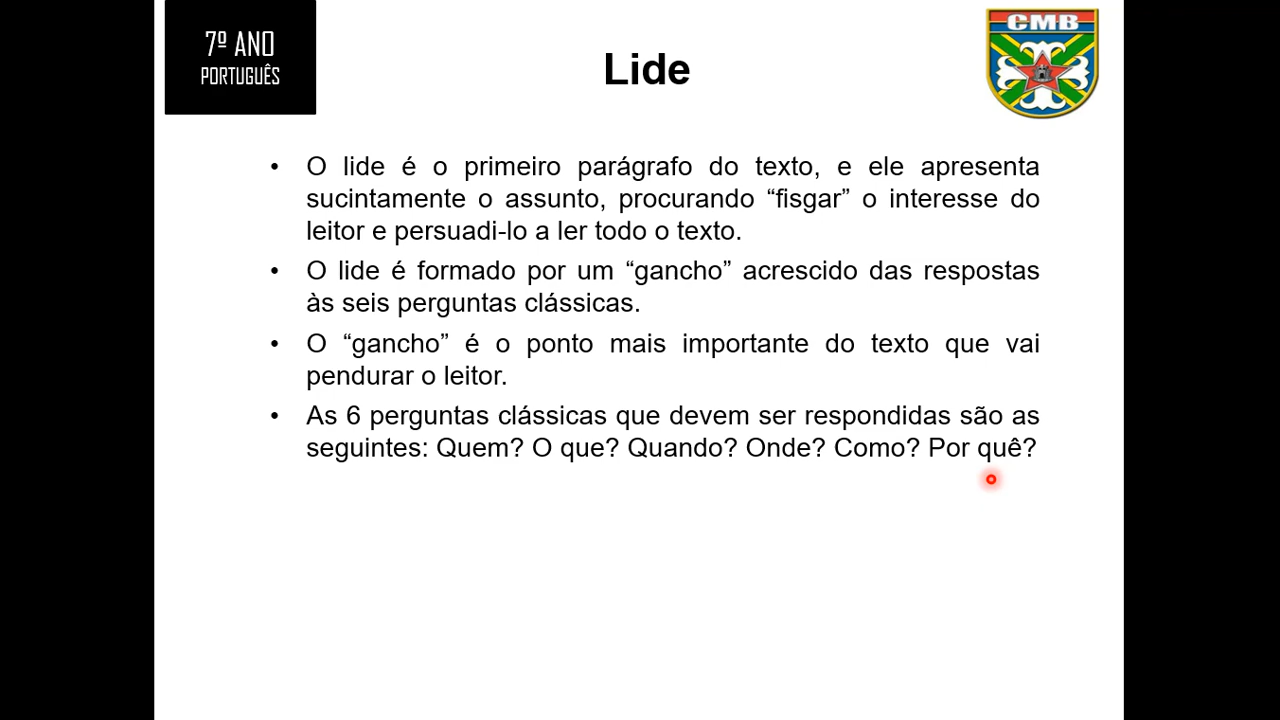 7º ANO
PORTUGUÊS
Lide
CMB
• O lide é o primeiro parágrafo do texto, e ele apresenta
sucintamente o assunto, procurando “fisgar” o interesse do
leitor e persuadi-lo a ler todo o texto.
• O lide é formado por um “gancho” acrescido das respostas
às seis perguntas clássicas.
• O “gancho” é o ponto mais importante do texto que vai
pendurar o leitor.
• As 6 perguntas clássicas que devem ser respondidas são as
seguintes: Quem? O que? Quando? Onde? Como? Por quê?